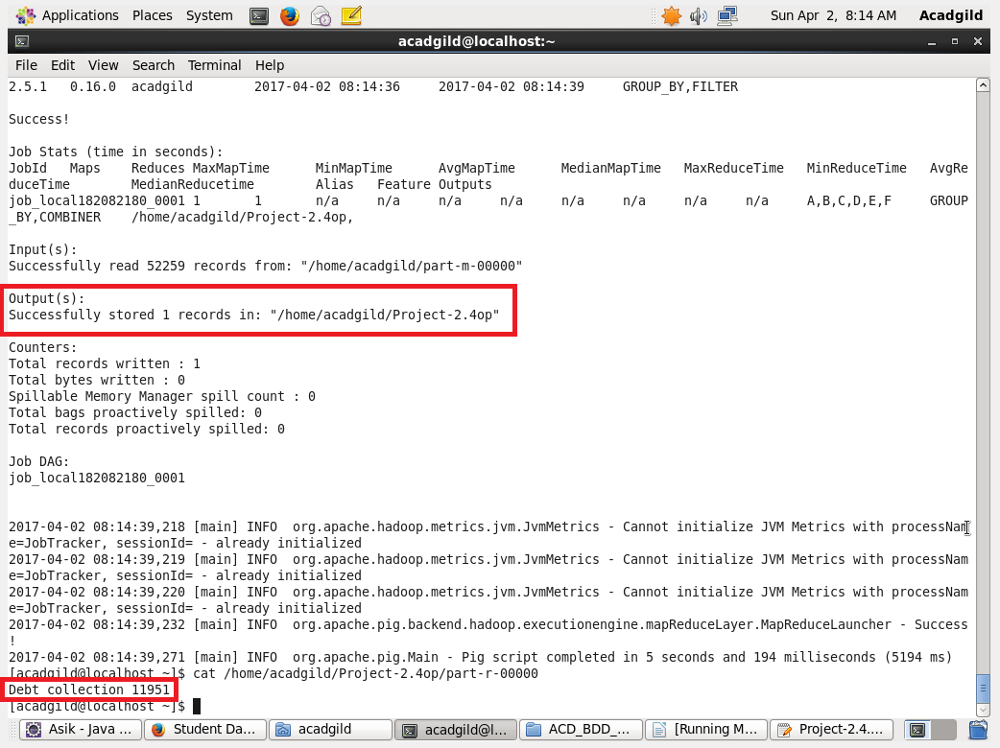 Applications Places System Sun Apr 2, 8:14 AM Acadgild
acadgild@localhost:~
File Edit View Search Terminal Help
2.5.1 0.16.0 acadgild 2017-04-02 08:14:36 2017-04-02 08:14:39 GROUP_BY,FILTER
Success!
Job Stats (time in seconds):
JobId Maps Reduces MaxMapTime MinMapTime AvgMapTime MedianMapTime MaxReduceTime MinReduceTime AvgRe
duceTime MedianReducetime Alias Feature Outputs
job_local182082180_0001 1 1 n/a n/a n/a n/a n/a n/a n/a n/a A,B,C,D,E,F GROUP
_BY,COMBINER /home/acadgild/Project-2.4op,
Input(s):
Successfully read 52259 records from: "/home/acadgild/part-m-00000"
Output(s):
Successfully stored 1 records in: "/home/acadgild/Project-2.4op"
Counters:
Total records written : 1
Total bytes written : 0
Spillable Memory Manager spill count : 0
Total bags proactively spilled: 0
Total records proactively spilled: 0
Job DAG:
job_local182082180_0001
2017-04-02 08:14:39,218 [main] INFO org.apache.hadoop.metrics.jvm.JvmMetrics - Cannot initialize JVM Metrics with processNam
e=JobTracker, sessionId= - already initialized
2017-04-02 08:14:39,219 [main] INFO org.apache.hadoop.metrics.jvm.JvmMetrics - Cannot initialize JVM Metrics with processNam
e=JobTracker, sessionId= - already initialized
2017-04-02 08:14:39,220 [main] INFO org.apache.hadoop.metrics.jvm.JvmMetrics - Cannot initialize JVM Metrics with processNam
e=JobTracker, sessionId= - already initialized
2017-04-02 08:14:39,232 [main] INFO org.apache.pig.backend.hadoop.executionengine.mapReduceLayer.MapReduceLauncher - Success
!
2017-04-02 08:14:39,271 [main] INFO org.apache.pig.Main - Pig script completed in 5 seconds and 194 milliseconds (5194 ms)
[acadgild@localhost ~]$ cat /home/acadgild/Project-2.4op/part-r-00000
Debt collection 11951
[acadgild@localhost ~]$
Asik - Java ... Student Da... acadgild acadgild@l... ACD_BDD_... [Running M... Project-2.4....